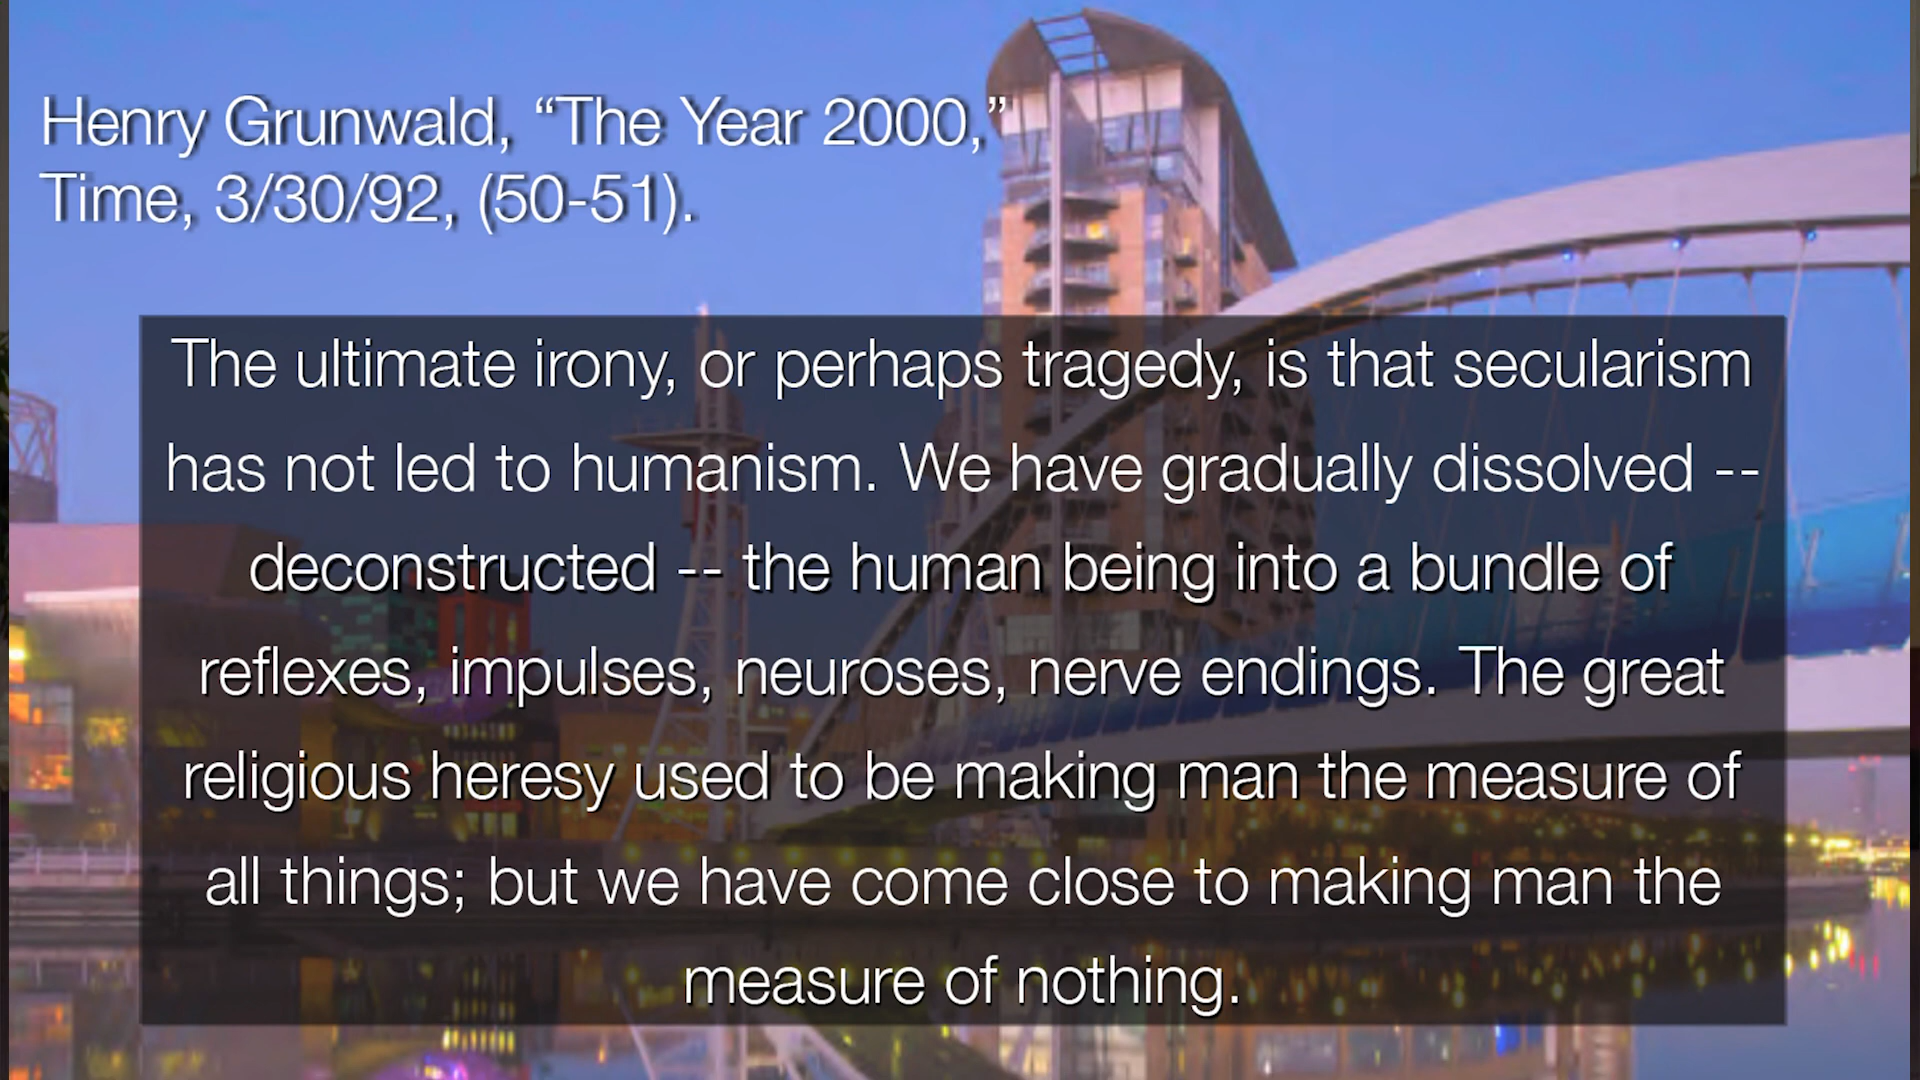 Henry Grunwald, “The Year 2000,”
Time, 3/30/92, (50-51).
The ultimate irony, or perhaps tragedy, is that secularism
has not led to humanism. We have gradually dissolved --
deconstructed -- the human being into a bundle of
reflexes, impulses, neuroses, nerve endings. The great
religious heresy used to be making man the measure of
all things; but we have come close to making man the
measure of nothing.